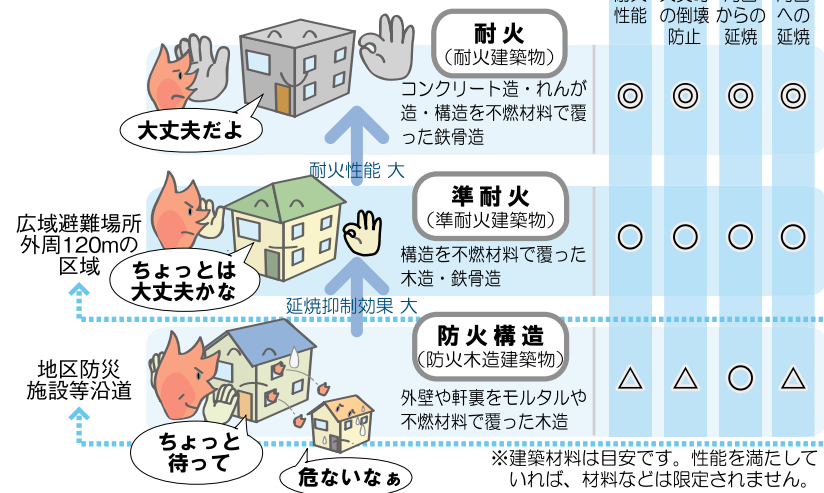 性能
の倒壊
防止
からの
延焼
への
延焼
耐火
(耐火建築物)
コンクリート造・れんが
造・構造を不燃材料で覆
った鉄骨造
◎ ◎ ◎ ◎
大丈夫だよ
耐火性能 大
準耐火
(準耐火建築物)
構造を不燃材料で覆った
木造・鉄骨造
○ ○ ○ ○
広域避難場所
外周120mの
区域
ちょっとは
大丈夫かな
延焼抑制効果 大
防火構造
(防火木造建築物)
外壁や軒裏をモルタルや
不燃材料で覆った木造
△ △ ○ △
地区防災
施設等沿道
ちょっと
待って
危ないなぁ
※建築材料は目安です。性能を満たして
いれば、材料などは限定されません。